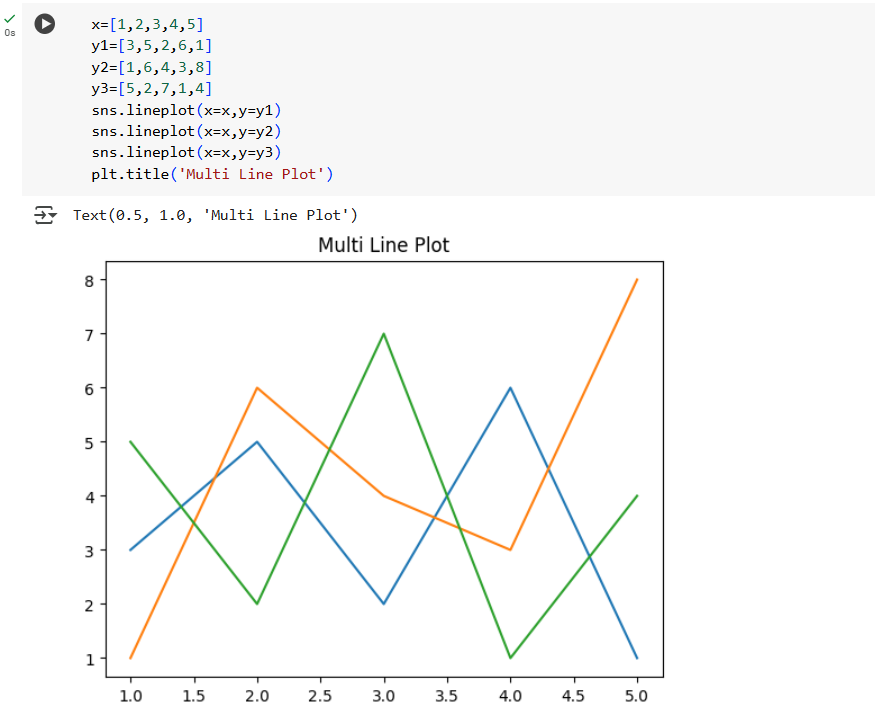 x=[1,2,3,4,5]
0s
y1=[3,5,2,6,1]
y2=[1,6,4,3,8]
y3=[5,2,7,1,4]
sns.lineplot(x=x,y=y1)
sns.lineplot(x=x,y=y2)
sns.lineplot(x=x,y=y3)
plt.title('Multi Line Plot')
Text(0.5, 1.0, 'Multi Line Plot')
Multi Line Plot
8
7
6
5
4
3
2
1
1.0 1.5 2.0 2.5 3.0 3.5 4.0 4.5 5.0